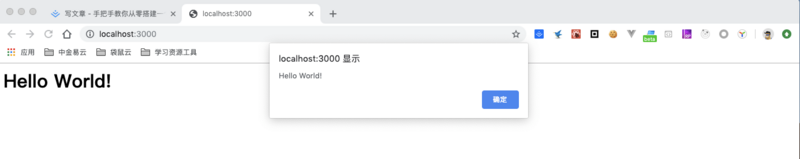 写文章 - 手把手教你从零搭建-
localhost:3000
localhost:3000
应用
中金易云
袋鼠云
学习资源工具
beta
localhost:3000 显示
Hello World!
确定
Hello World!